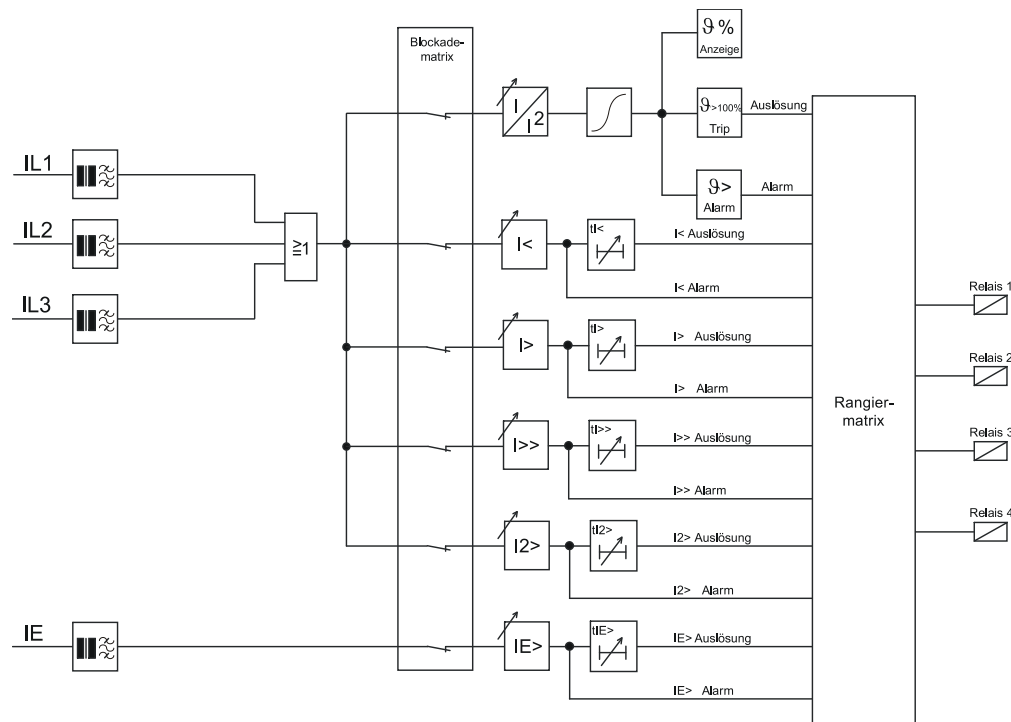 Blockade-
matrix
ϑ %
Anzeige
I
I2
ϑ>100%
Trip
Auslösung
IL1
ϑ>
Alarm
Alarm
IL2
≧1
I<
tI<
I< Auslösung
I< Alarm
IL3
Relais 1
I>
tI>
I> Auslösung
I> Alarm
Relais 2
Rangier-
matrix
I>>
tI>>
I>> Auslösung
I>> Alarm
Relais 3
I2>
tI2>
I2> Auslösung
I2> Alarm
Relais 4
IE
IE>
tIE>
IE> Auslösung
IE> Alarm